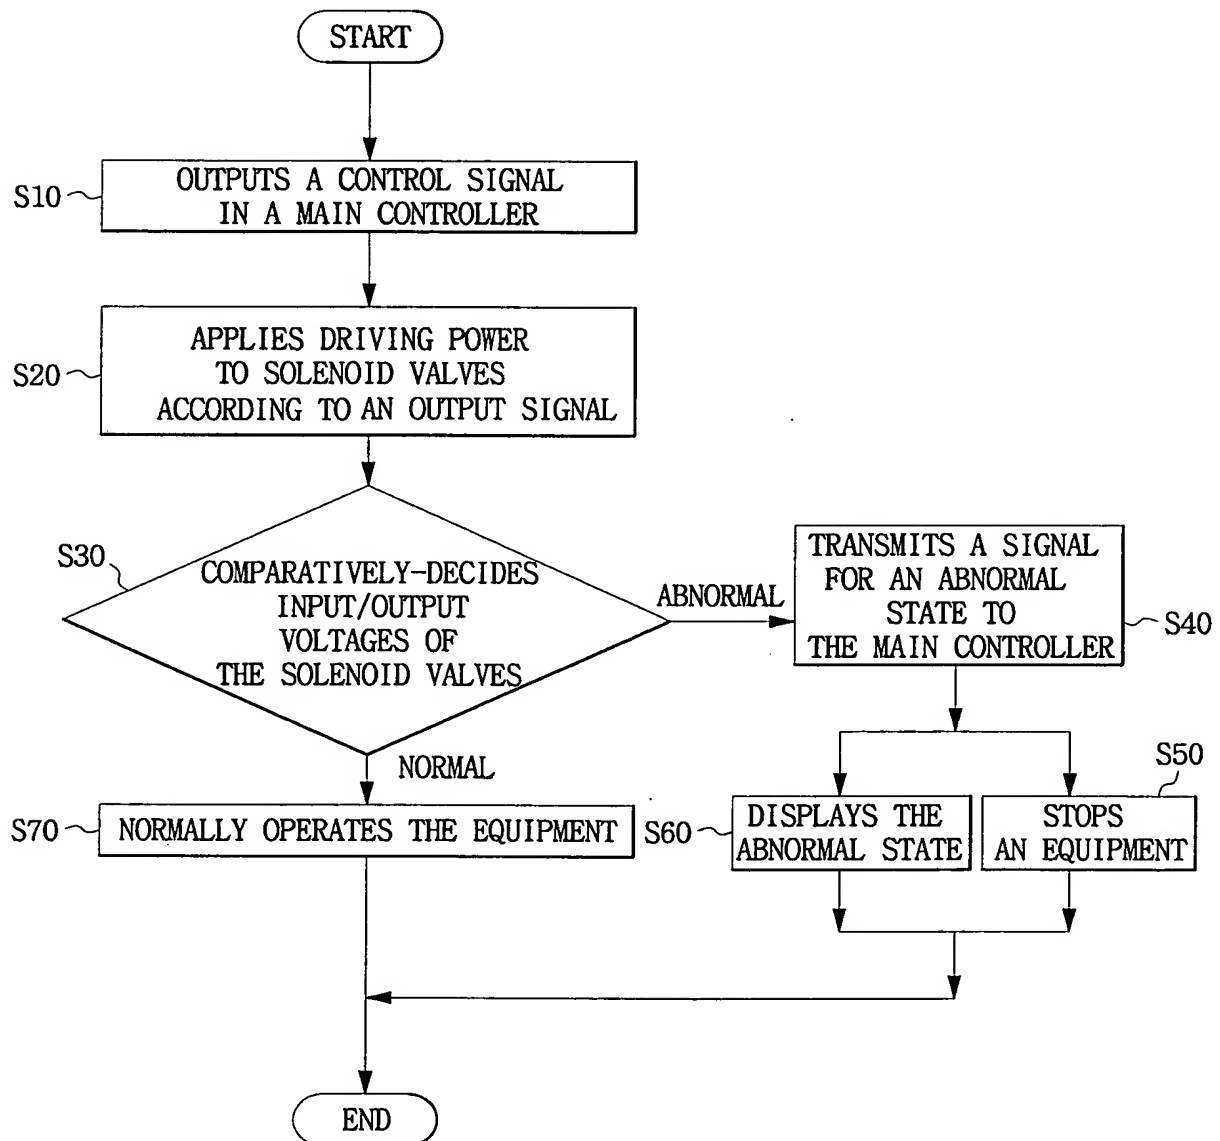 START
S10
OUTPUTS A CONTROL SIGNAL
IN A MAIN CONTROLLER
S20
APPLIES DRIVING POWER
TO SOLENOID VALVES
ACCORDING TO AN OUTPUT SIGNAL
S30
COMPARATIVELY-DECIDES
INPUT/OUTPUT
VOLTAGES OF
THE SOLENOID VALVES
ABNORMAL
TRANSMITS A SIGNAL
FOR AN ABNORMAL
STATE TO
THE MAIN CONTROLLER
S40
NORMAL
S70
NORMALLY OPERATES THE EQUIPMENT
S60
DISPLAYS THE
ABNORMAL STATE
S50
STOPS
AN EQUIPMENT
END